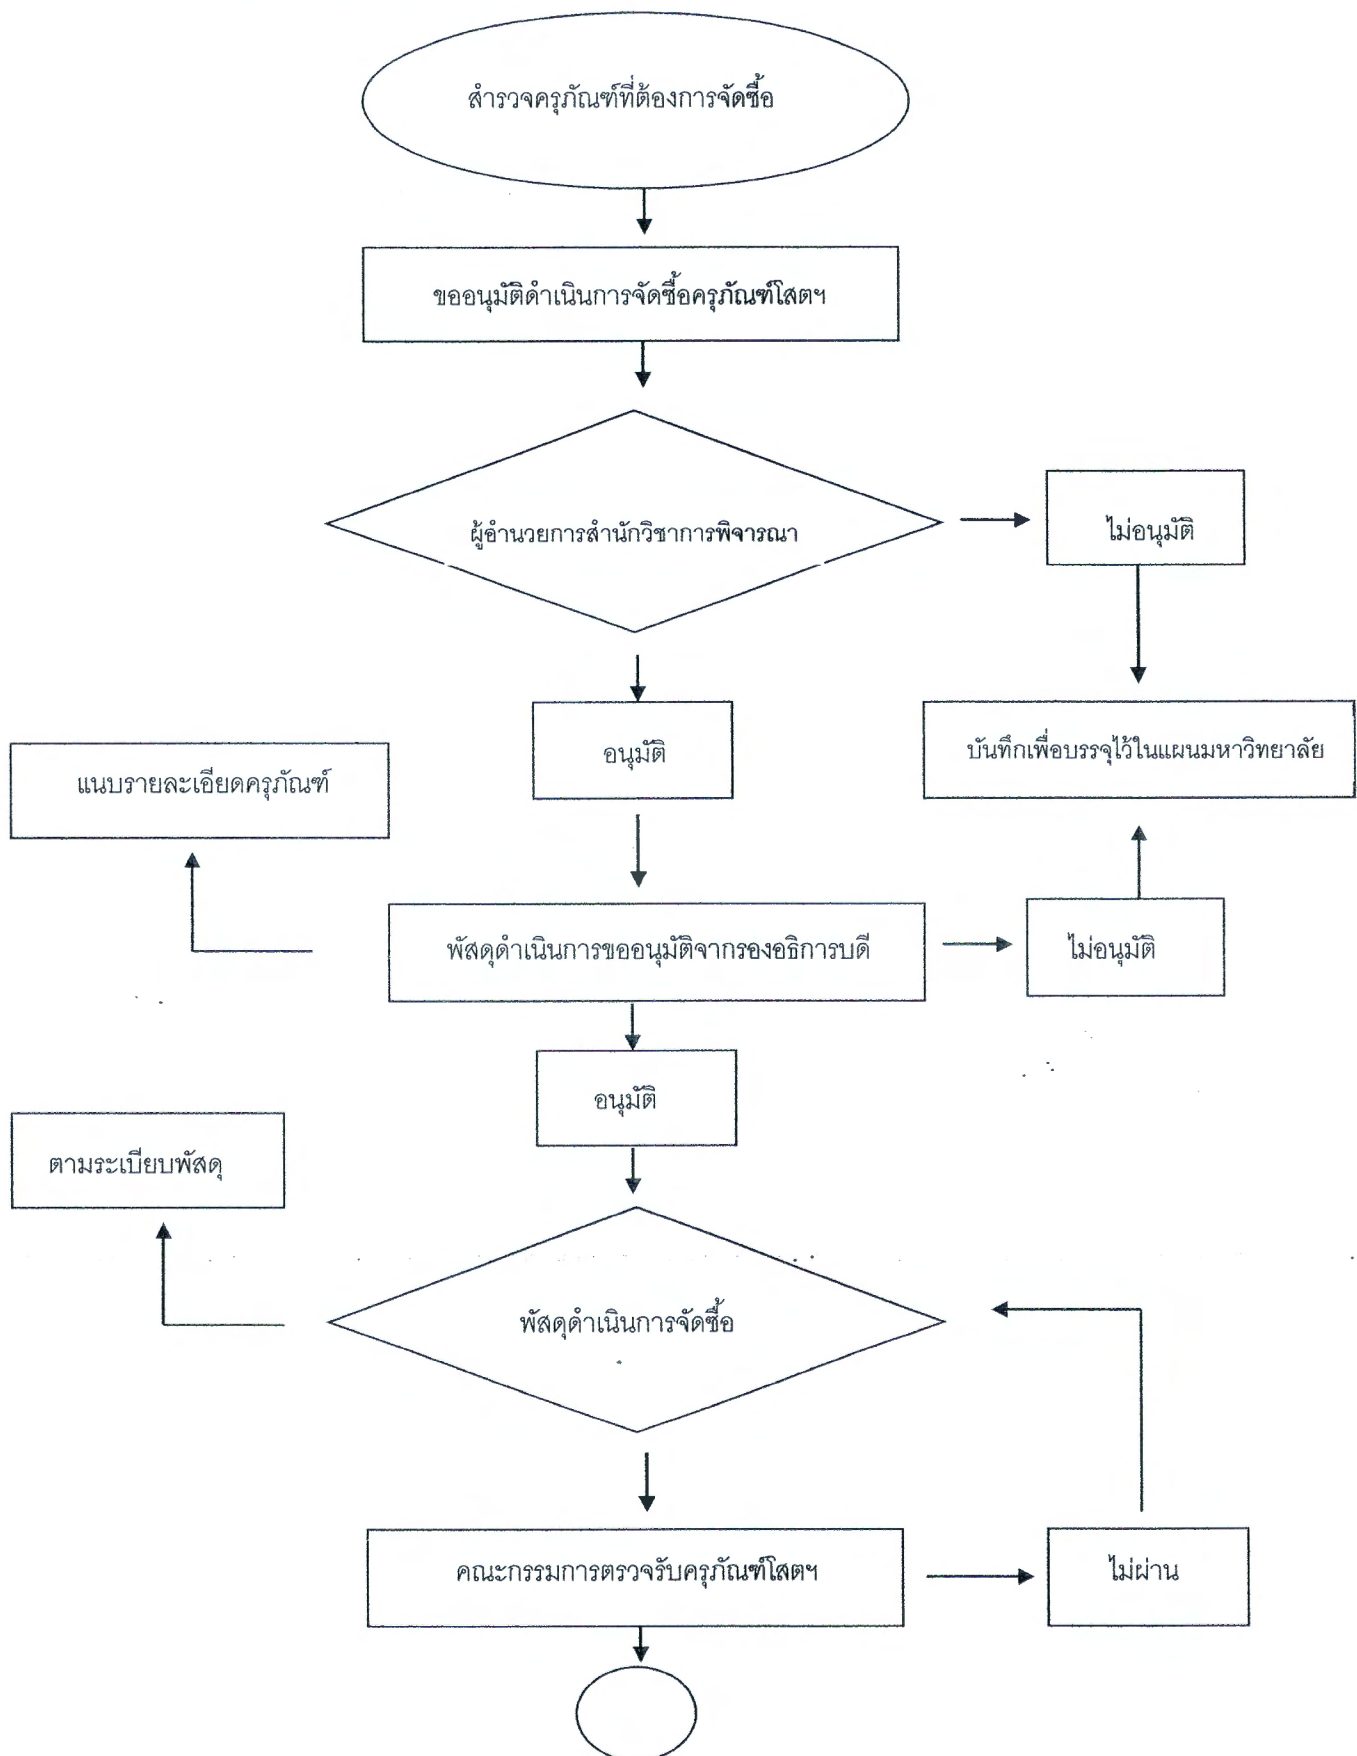 สำรวจครุภัณฑ์ที่ต้องการจัดซื้อ
ขออนุมัติดำเนินการจัดซื้อครุภัณฑ์โสตฯ
ผู้อำนวยการสำนักวิชาการพิจารณา
ไม่อนุมัติ
อนุมัติ
บันทึกเพื่อบรรจุไว้ในแผนมหาวิทยาลัย
แนบรายละเอียดครุภัณฑ์
พัสดุดำเนินการขออนุมัติจากรองอธิการบดี
ไม่อนุมัติ
อนุมัติ
ตามระเบียบพัสดุ
พัสดุดำเนินการจัดซื้อ
คณะกรรมการตรวจรับครุภัณฑ์โสตฯ
ไม่ผ่าน